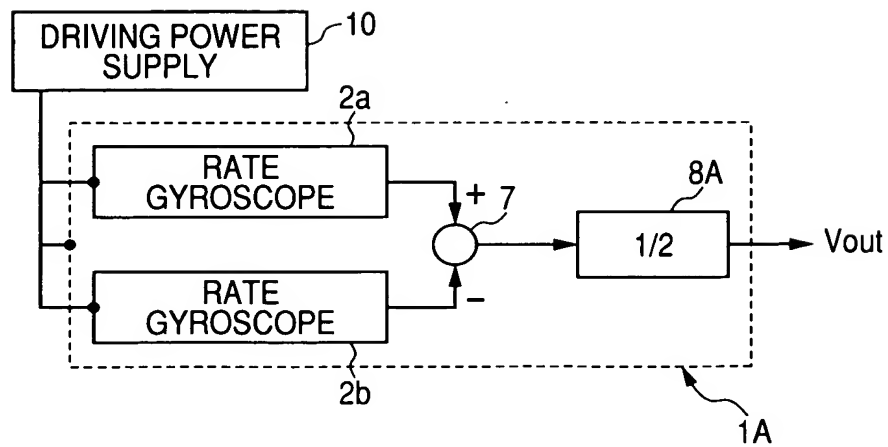 DRIVING POWER
SUPPLY
10
2a
RATE
GYROSCOPE
+
7
8A
1/2
Vout
RATE
GYROSCOPE
−
2b
1A